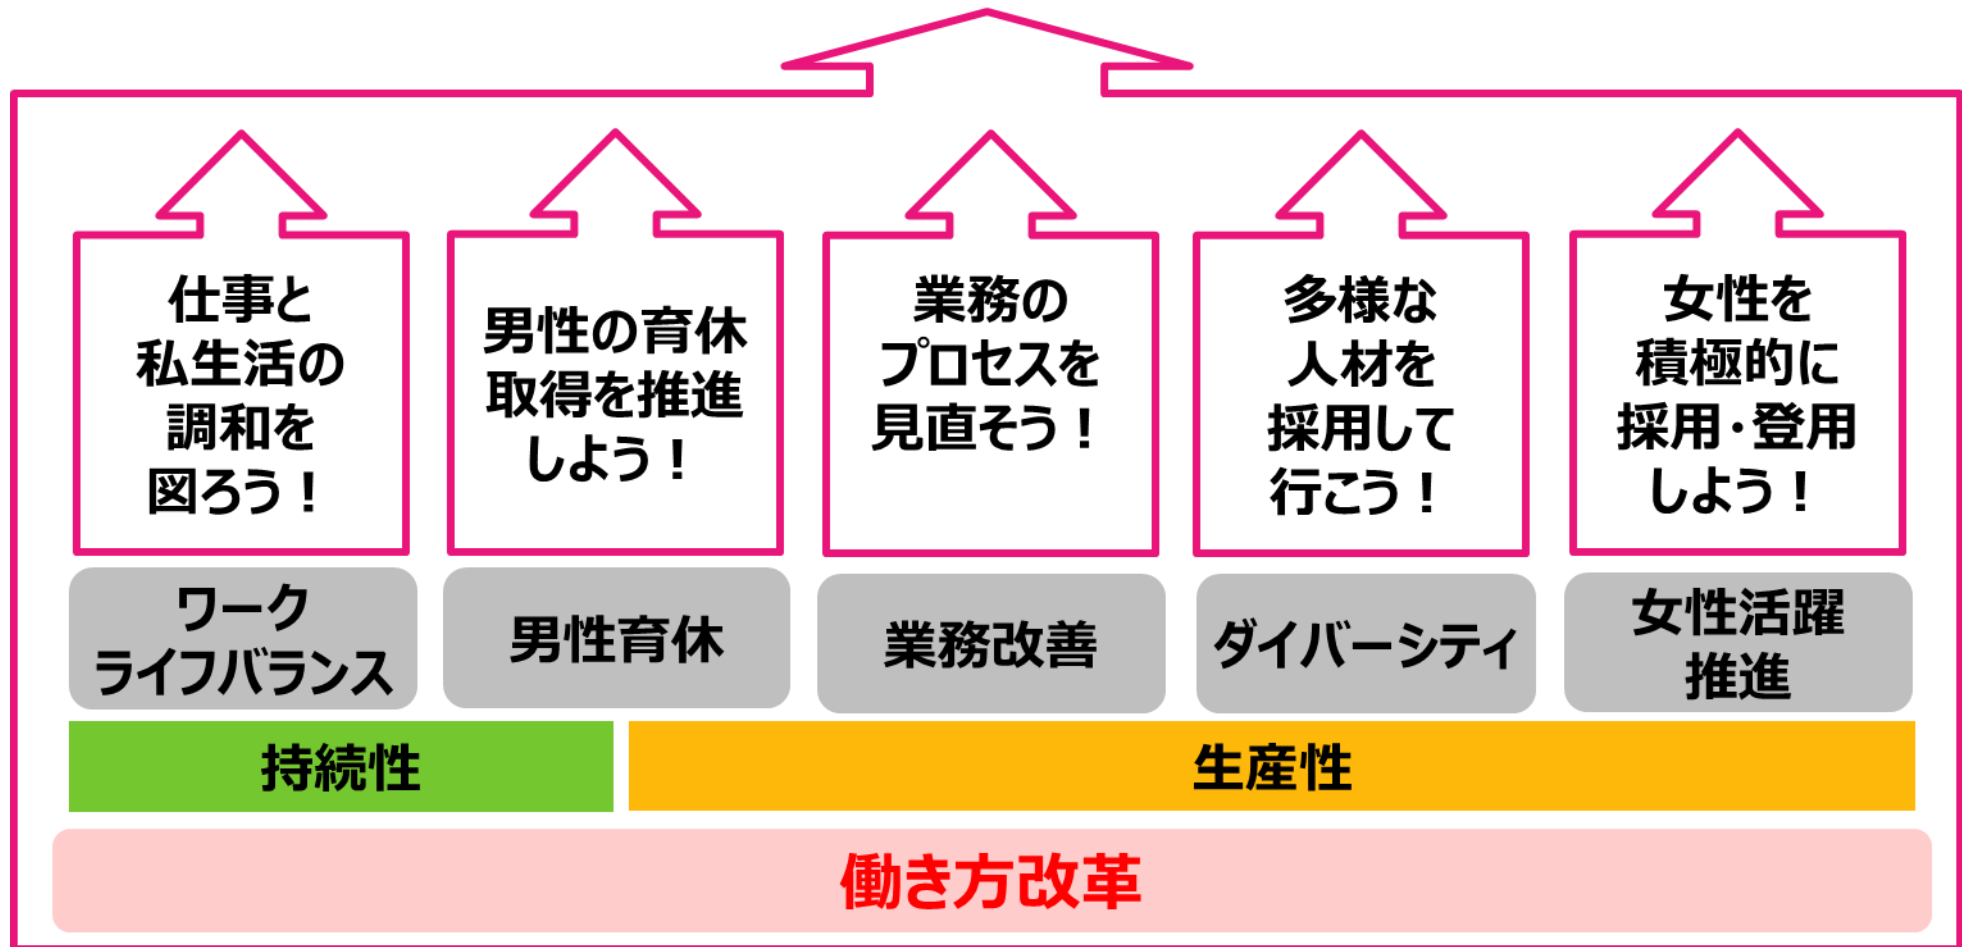 仕事と
私生活の
調和を
図ろう！
男性の育休
取得を推進
しよう！
業務の
プロセスを
見直そう！
多様な
人材を
採用して
行こう！
女性を
積極的に
採用・登用
しよう！
ワーク
ライフバランス
男性育休
業務改善
ダイバーシティ
女性活躍
推進
持続性
生産性
働き方改革